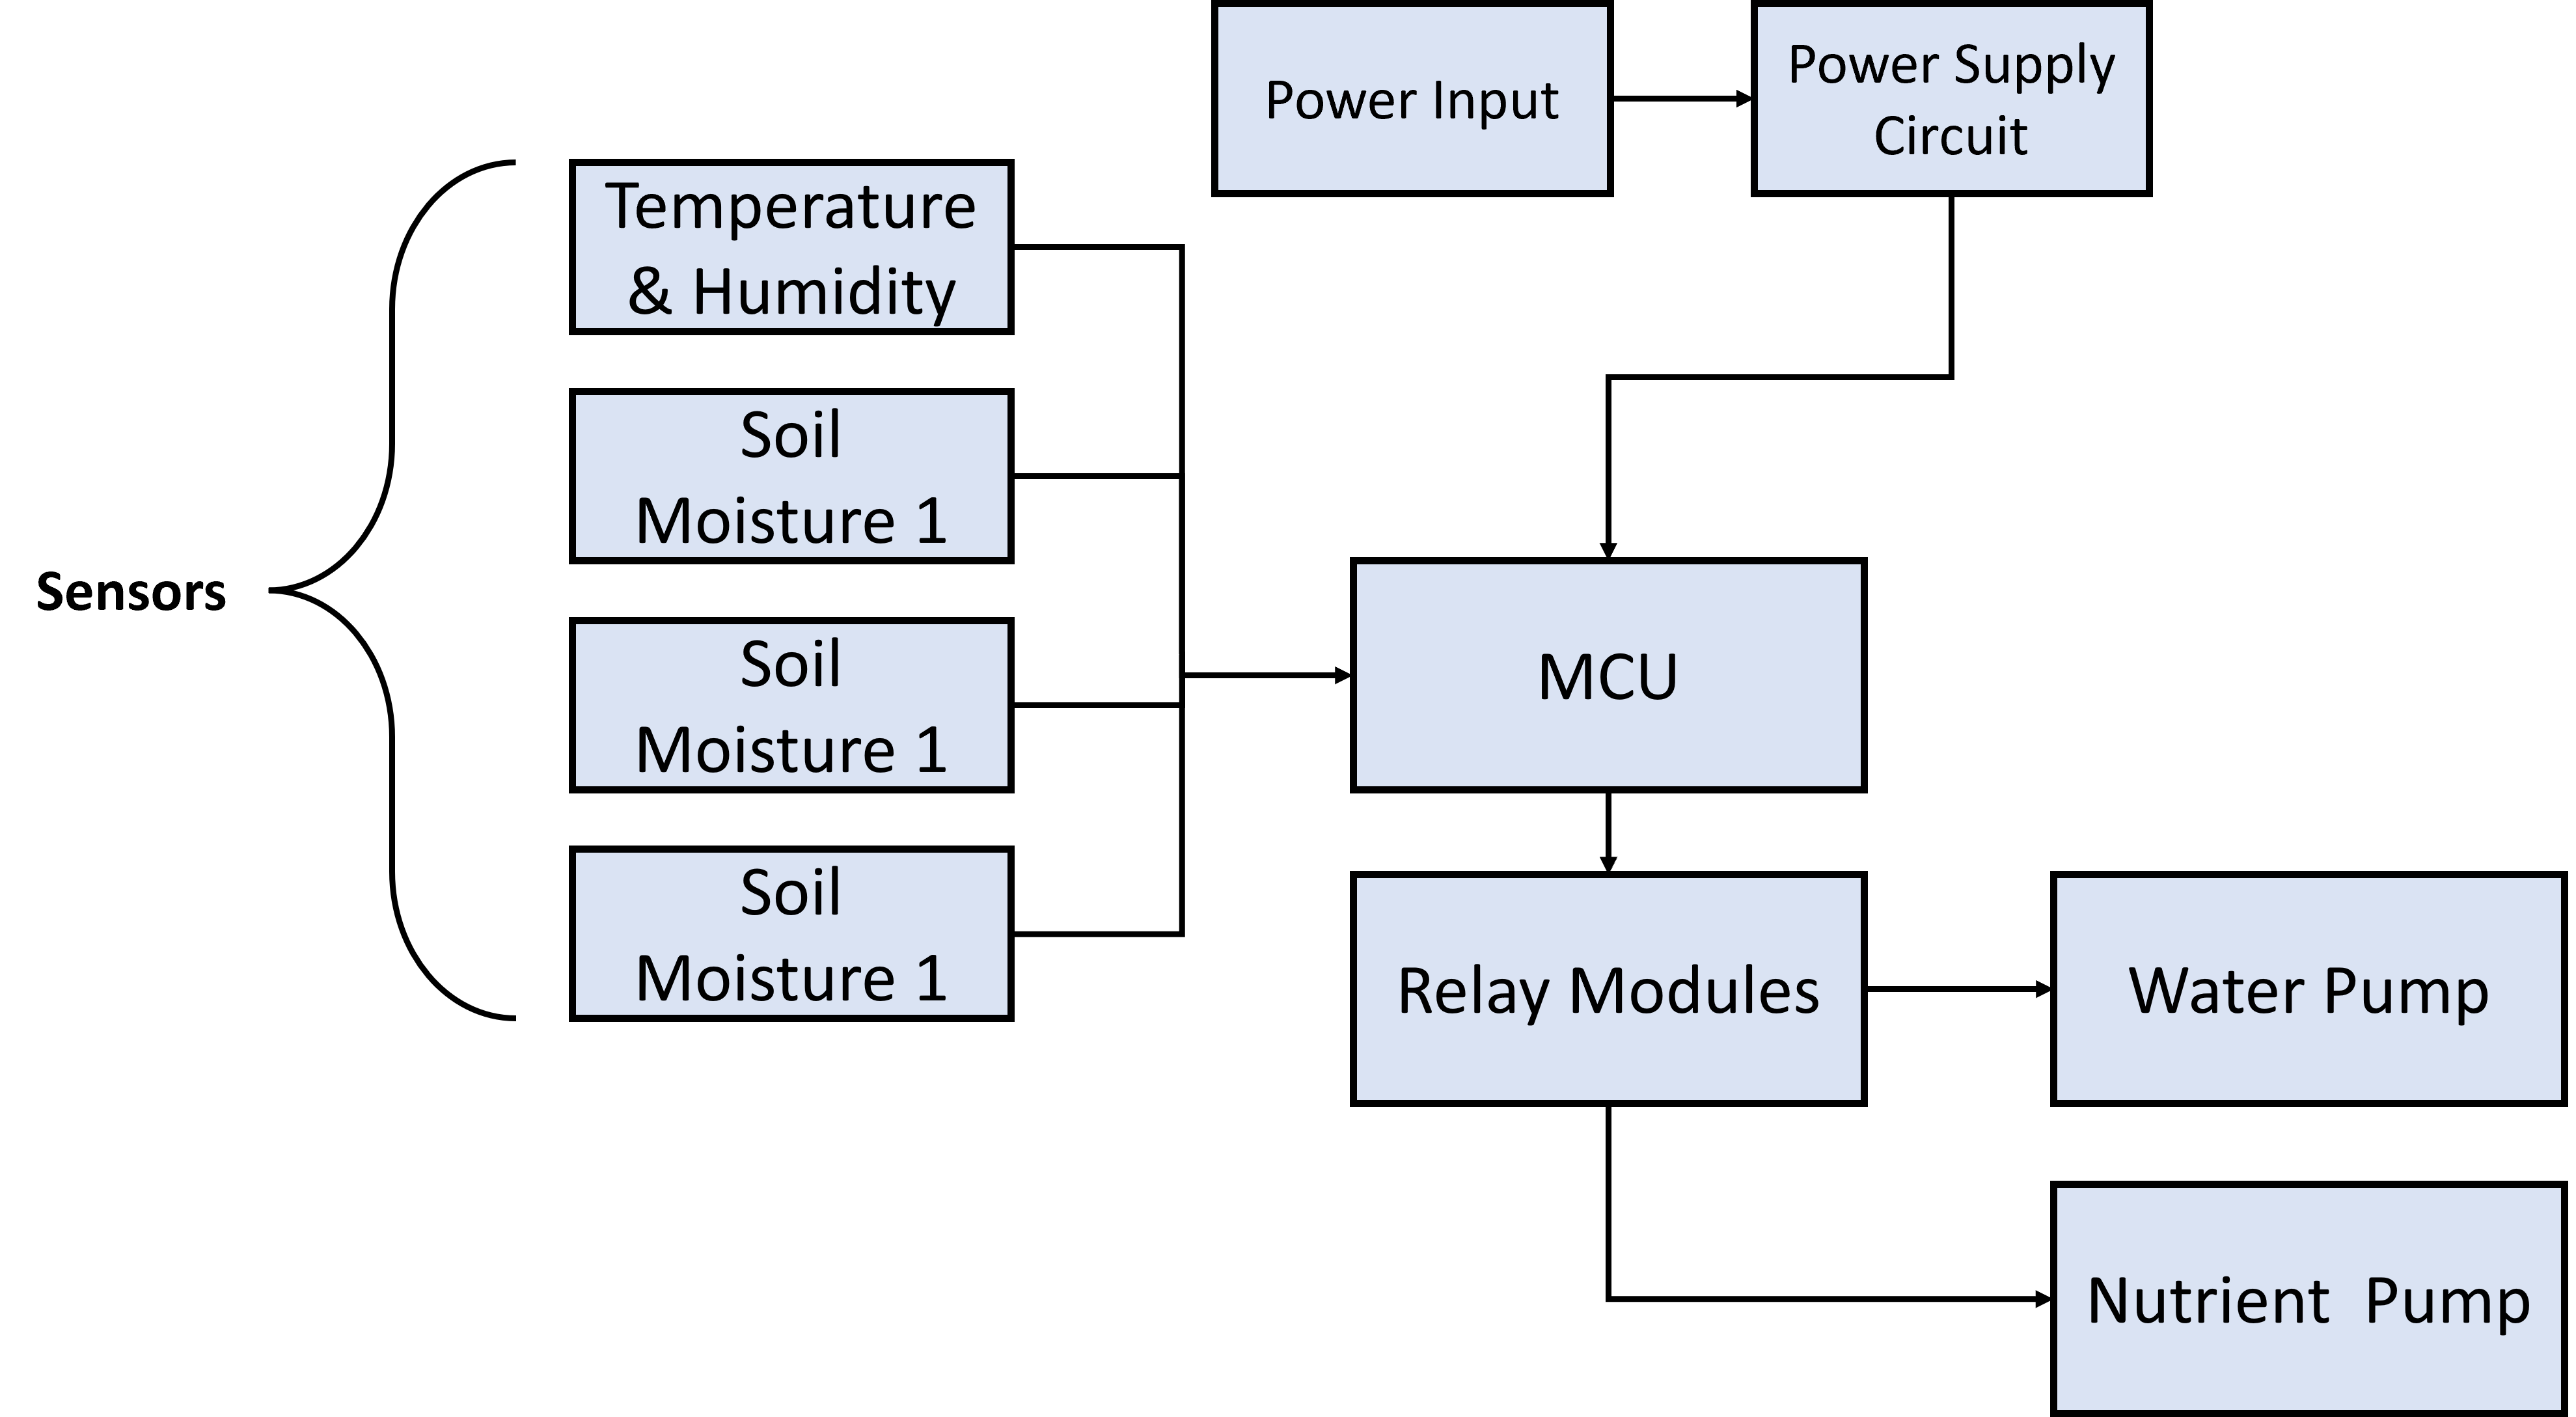 Power Input
Power Supply
Circuit
Temperature
& Humidity
Soil
Moisture 1
Sensors
Soil
Moisture 1
MCU
Soil
Moisture 1
Relay Modules
Water Pump
Nutrient  Pump